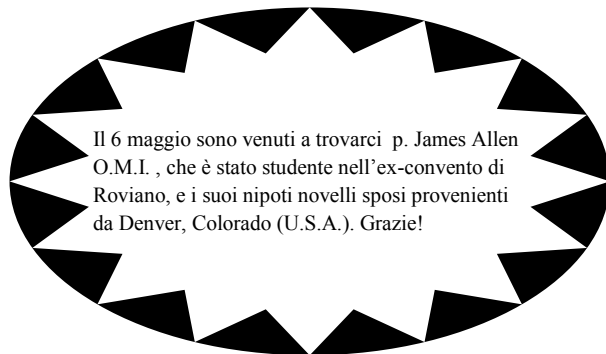 Il 6 maggio sono venuti a trovarci  p. James Allen
O.M.I. , che è stato studente nell’ex-convento di
Roviano, e i suoi nipoti novelli sposi provenienti
da Denver, Colorado (U.S.A.). Grazie!